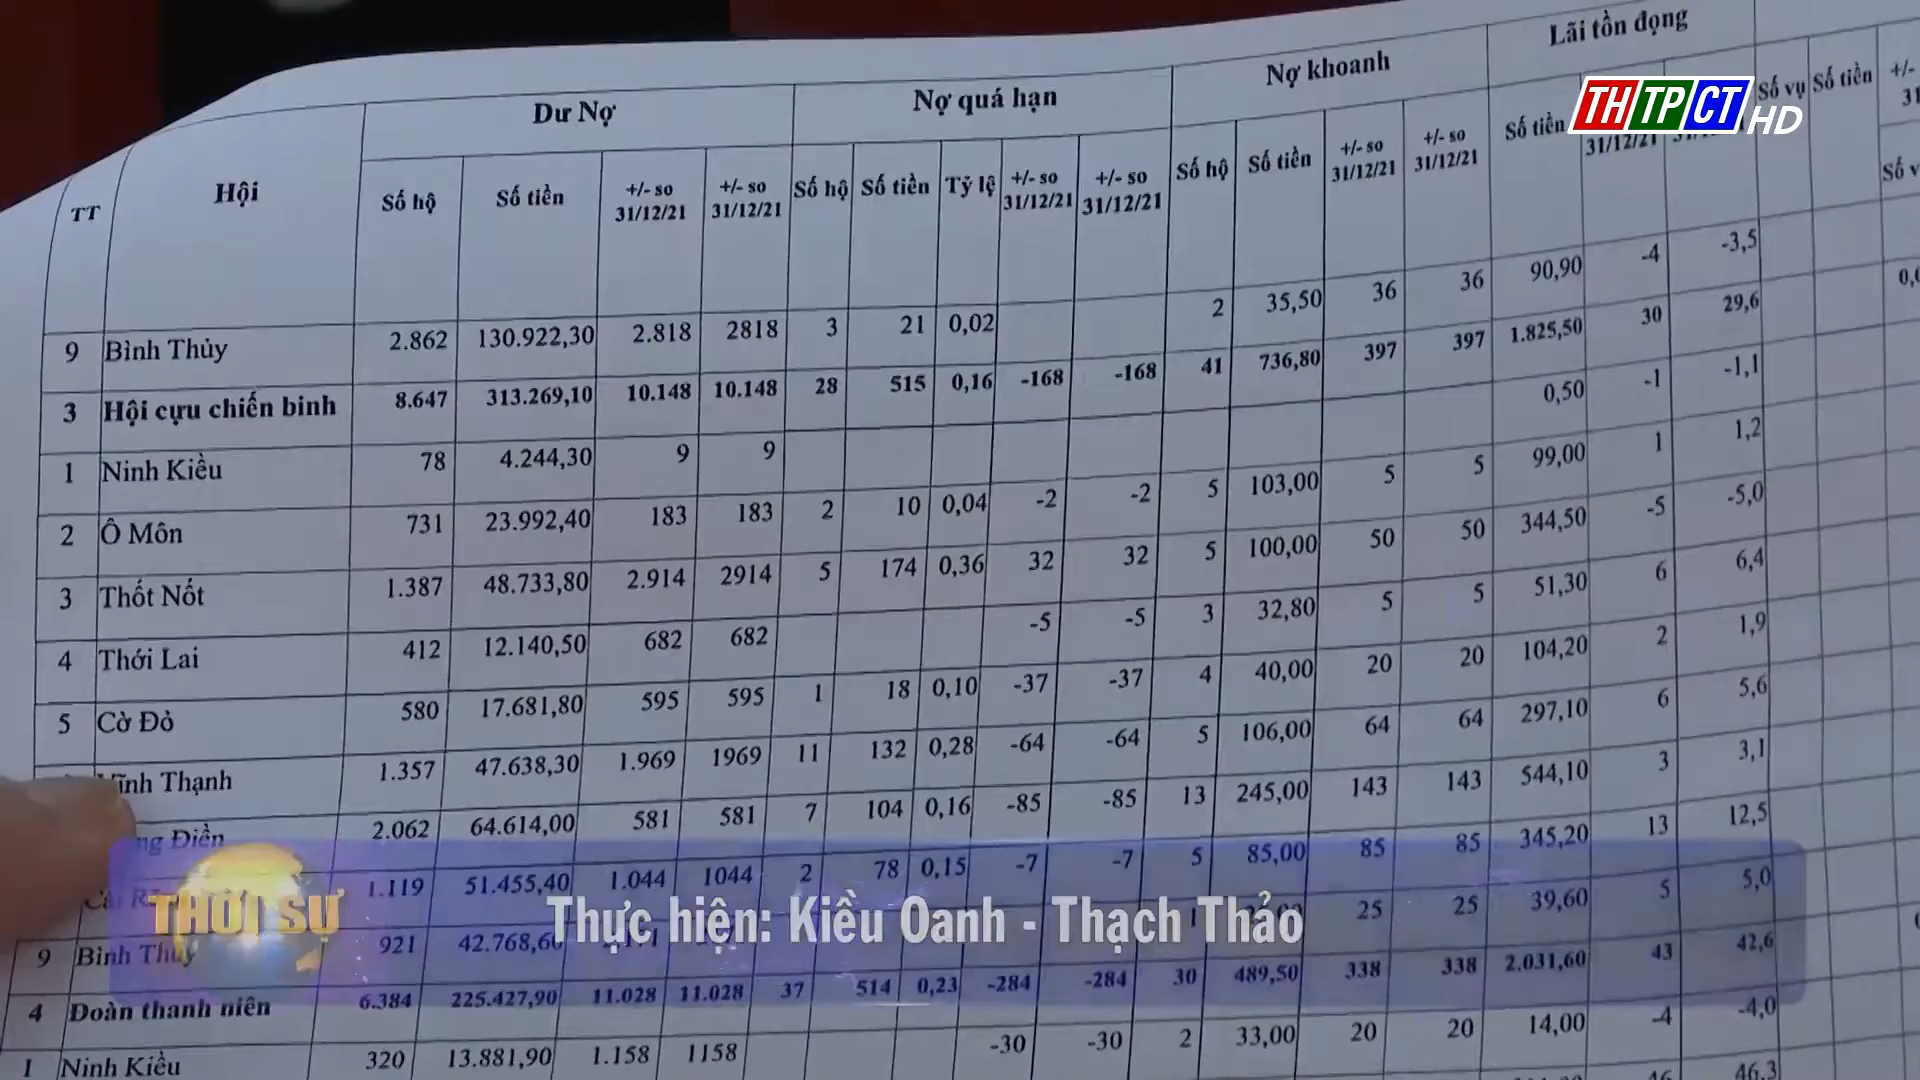 THTPCT HD
TT Hội Dư Nợ Nợ quá hạn Nợ khoanh Lãi tồn đọng
Số hộ Số tiền +/- so 31/12/21 +/- so 31/12/21 Số hộ Số tiền Tỷ lệ +/- so 31/12/21 +/- so 31/12/21 Số hộ Số tiền +/- so 31/12/21 +/- so 31/12/21 Số tiền 31/12/21 Số vụ Số tiền +/-
9 Bình Thủy 2.862 130.922,30 2.818 2818 3 21 0,02 2 35,50 36 36 90,90 -4 -3,5
3 Hội cựu chiến binh 8.647 313.269,10 10.148 10.148 28 515 0,16 -168 -168 41 736,80 397 397 1.825,50 30 29,6
1 Ninh Kiều 78 4.244,30 9 9 0,50 -1 -1,1
2 Ô Môn 731 23.992,40 183 183 2 10 0,04 -2 -2 5 103,00 5 5 99,00 1 1,2
3 Thốt Nốt 1.387 48.733,80 2.914 2914 5 174 0,36 32 32 5 100,00 50 50 344,50 -5 -5,0
4 Thới Lai 412 12.140,50 682 682 -5 -5 3 32,80 5 5 51,30 6 6,4
5 Cờ Đỏ 580 17.681,80 595 595 1 18 0,10 -37 -37 4 40,00 20 20 104,20 2 1,9
Vĩnh Thạnh 1.357 47.638,30 1.969 1969 11 132 0,28 -64 -64 5 106,00 64 64 297,10 6 5,6
Điền 2.062 64.614,00 581 581 7 104 0,16 -85 -85 13 245,00 143 143 544,10 3 3,1
1.119 51.455,40 1.044 1044 2 78 0,15 -7 -7 5 85,00 85 85 345,20 13 12,5
9 Bình Thủy 921 42.768,60 25 25 39,60 5 5,0
THỜI SỰ
Thực hiện: Kiều Oanh - Thạch Thảo
4 Đoàn thanh niên 6.384 225.427,90 11.028 11.028 37 514 0,23 -284 -284 30 489,50 338 338 2.031,60 43 42,6
1 Ninh Kiều 320 13.881,90 1.158 1158 -30 -30 2 33,00 20 20 14,00 -4 -4,0
46 46,3